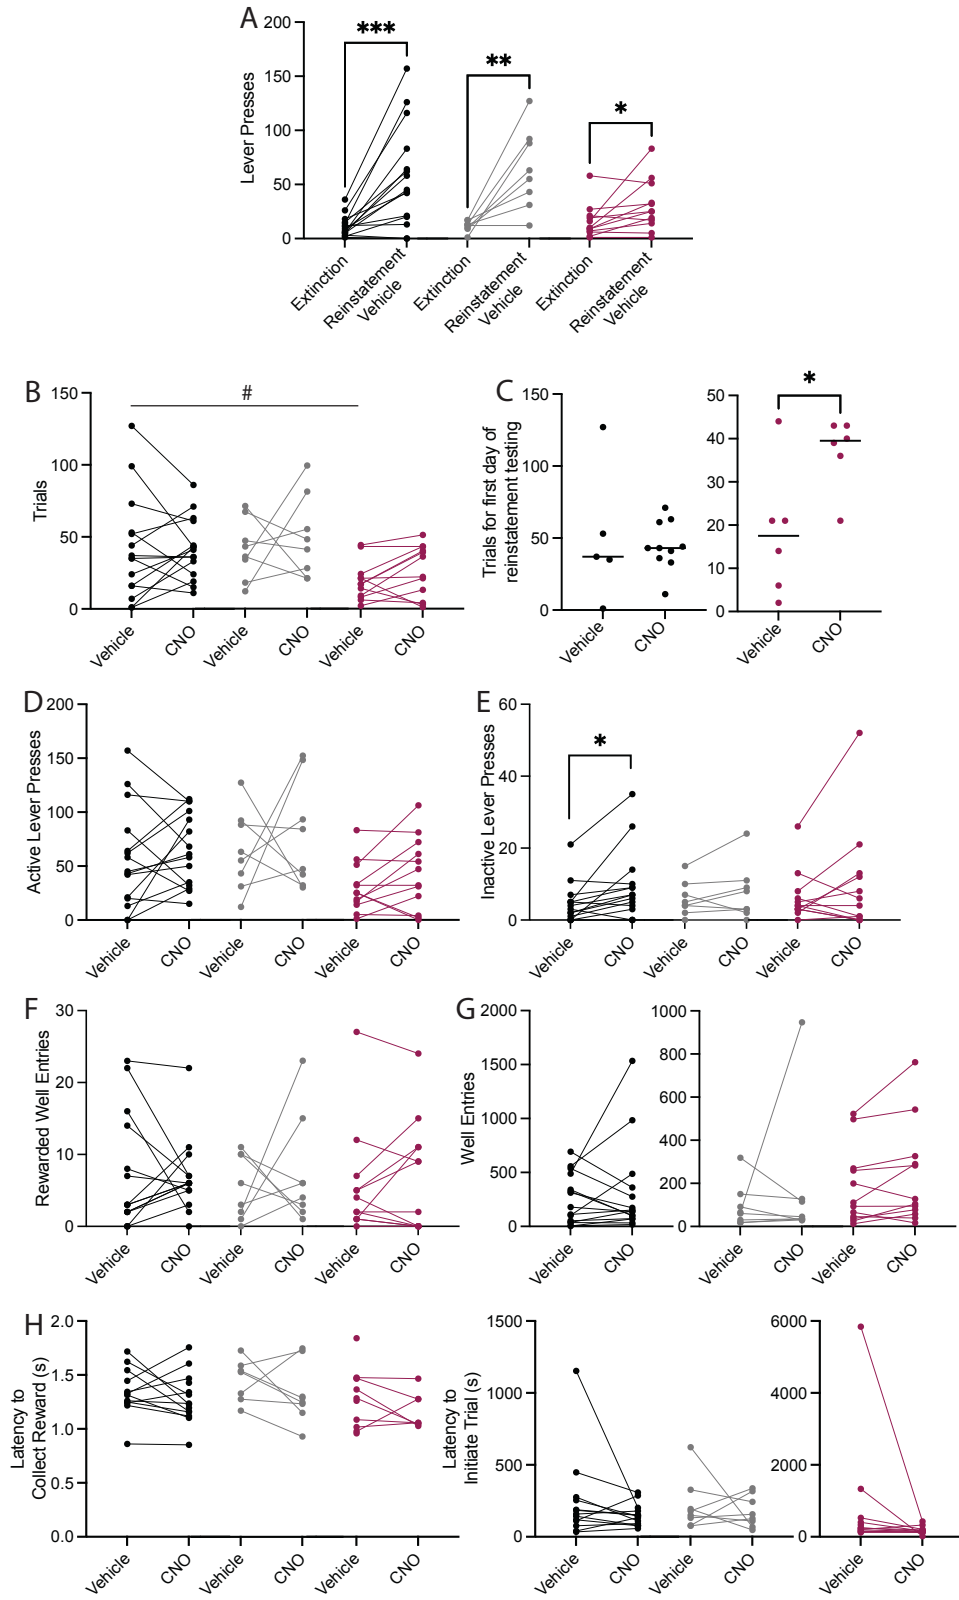 A
Lever Presses
200
150
100
50
0
***
**
*
Extinction
Reinstatement
Vehicle
Extinction
Reinstatement
Vehicle
Extinction
Reinstatement
Vehicle
B
Trials
150
100
50
0
#
Vehicle
CNO
Vehicle
CNO
Vehicle
CNO
C
Trials for first day of
reinstatement testing
150
100
50
0
Vehicle
CNO
50
40
30
20
10
0
*
Vehicle
CNO
D
Active Lever Presses
200
150
100
50
0
Vehicle
CNO
Vehicle
CNO
Vehicle
CNO
E
Inactive Lever Presses
60
40
20
0
*
Vehicle
CNO
Vehicle
CNO
Vehicle
CNO
F
Rewarded Well Entries
30
20
10
0
Vehicle
CNO
Vehicle
CNO
Vehicle
CNO
G
Well Entries
2000
1500
1000
500
0
Vehicle
CNO
1000
800
600
400
200
0
Vehicle
CNO
Vehicle
CNO
H
Latency to
Collect Reward (s)
2.0
1.5
1.0
0.5
0.0
Vehicle
CNO
Vehicle
CNO
Vehicle
CNO
Latency to
Initiate Trial (s)
1500
1000
500
0
Vehicle
CNO
Vehicle
CNO
6000
4000
2000
0
Vehicle
CNO